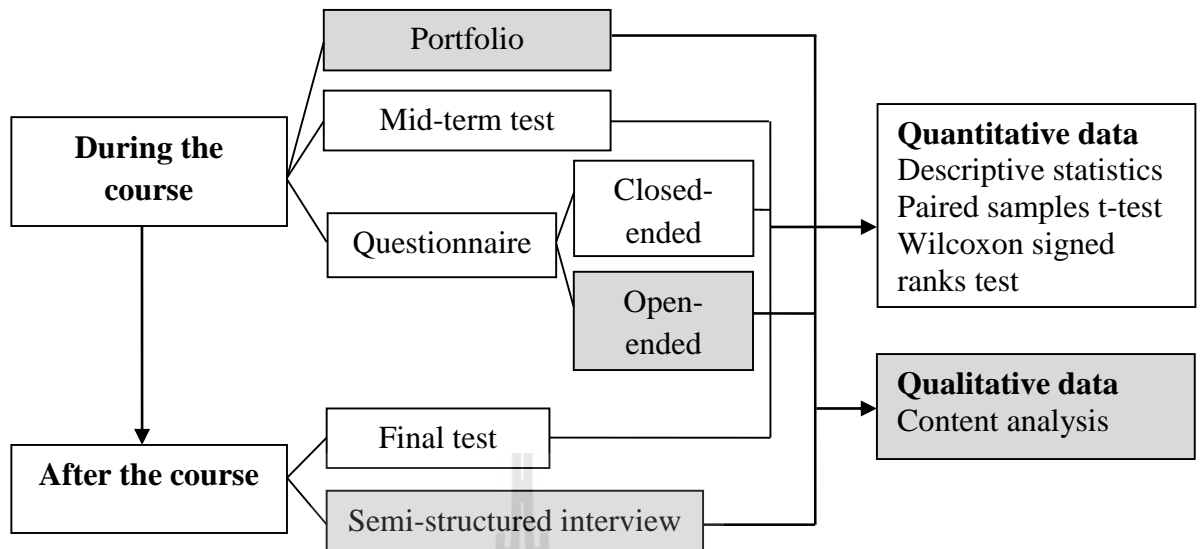 Portfolio
Mid-term test
During the
course
Questionnaire
Closed-
ended
Open-
ended
Final test
After the course
Semi-structured interview
Quantitative data
Descriptive statistics
Paired samples t-test
Wilcoxon signed
ranks test
Qualitative data
Content analysis